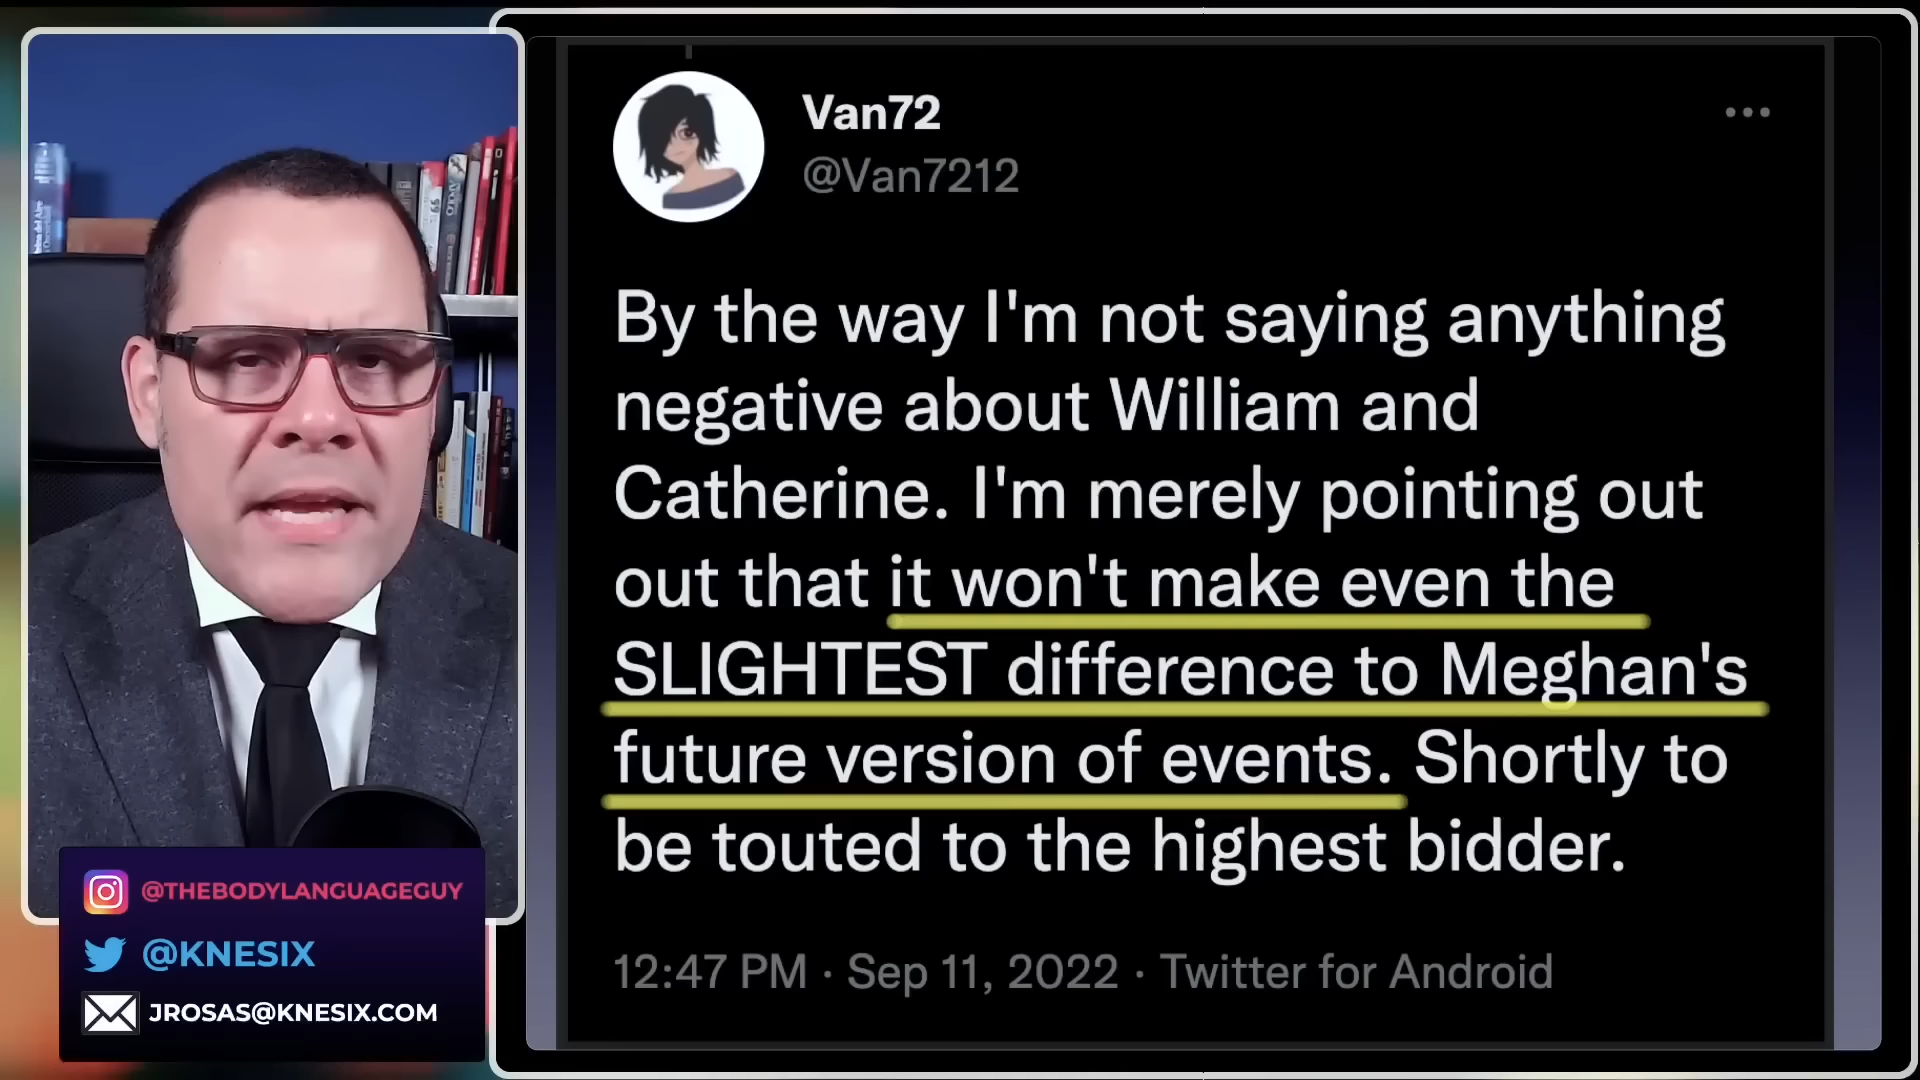 Van72
@Van7212
By the way I'm not saying anything
negative about William and
Catherine. I'm merely pointing out
out that it won't make even the
SLIGHTEST difference to Meghan's
future version of events. Shortly to
be touted to the highest bidder.
12:47 PM · Sep 11, 2022 · Twitter for Android
@THEBODYLANGUAGEGUY
@KNESIX
JROSAS@KNESIX.COM